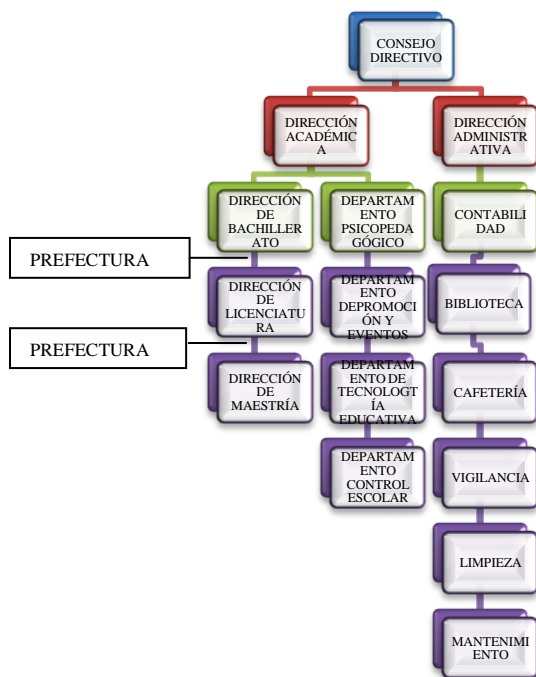 CONSEJO
DIRECTIVO
DIRECCIÓN
ACADÉMIC
A
DIRECCIÓN
ADMINISTR
ATIVA
DIRECCIÓN
DE
BACHILLER
ATO
DEPARTAM
ENTO
PSICOPEDA
GÓGICO
CONTABILI
DAD
PREFECTURA
DIRECCIÓN
DE
LICENCIATU
RA
DEPARTAM
ENTO
DEPROMOCI
ÓN Y
EVENTOS
BIBLIOTECA
PREFECTURA
DIRECCIÓN
DE
MAESTRÍA
DEPARTAM
ENTO DE
TECNOLOGT
ÍA
EDUCATIVA
CAFETERÍA
DEPARTAM
ENTO
CONTROL
ESCOLAR
VIGILANCIA
LIMPIEZA
MANTENIMI
ENTO